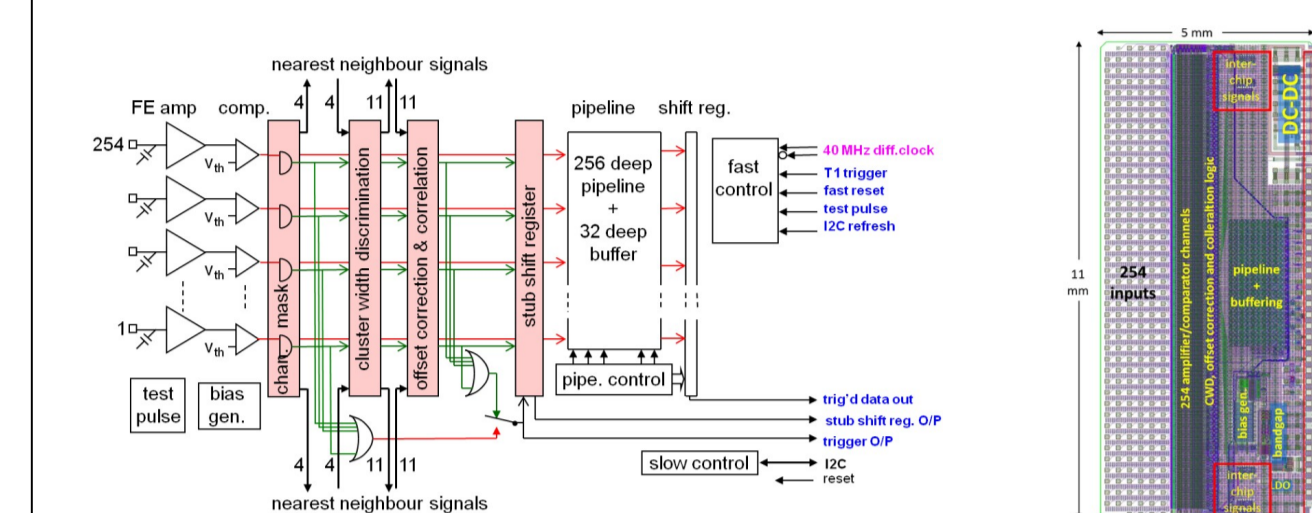 nearest neighbour signals
4 4 11 11
FE amp comp. pipeline shift reg.
254
Vth
Vth
Vth
1
Vth
chan. mask
cluster width discrimination
offset correction & correlation
stub shift register
256 deep
pipeline
+
32 deep
buffer
pipe. control
fast
control
40 MHz diff.clock
T1 trigger
fast reset
test pulse
I2C refresh
test
pulse
bias
gen.
trig'd data out
stub shift reg. O/P
trigger O/P
slow control
I2C
reset
4 4 11 11
nearest neighbour signals
5 mm
11
mm
254
inputs
254 amplifier/comparator channels
CWD, offset correction and colleraltion logic
inter-
chip
signals
DC-DC
pipeline
+
buffering
bias gen.
bandgap
inter-
chip
signals
LDO